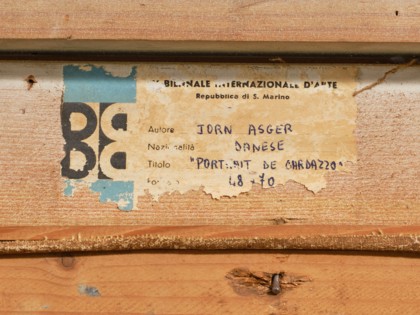 BIENNALE INTERNAZIONALE D'ARTE
Repubblica di S. Marino
Autore JORN ASGER
Nazionalità DANESE
Titolo "PORTRAIT DE CARDAZZO"
48 × 70